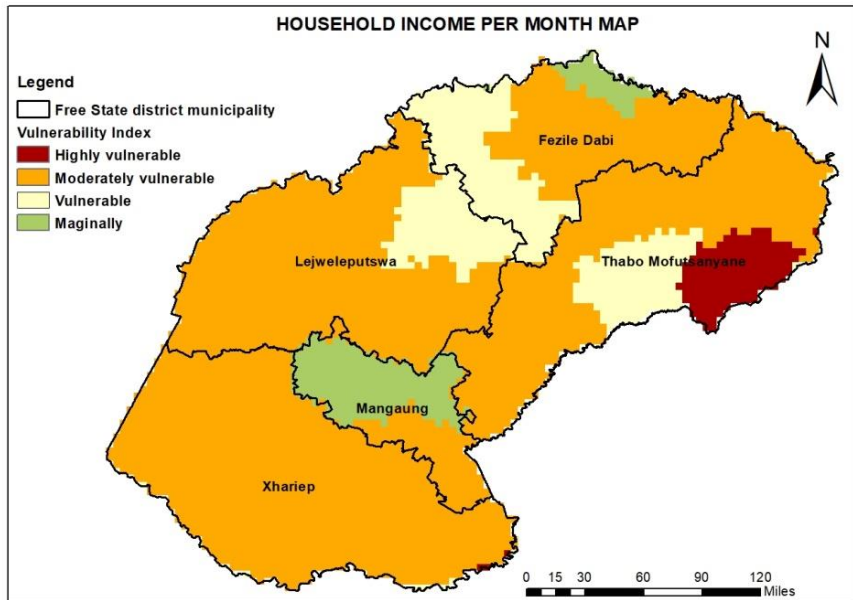 HOUSEHOLD INCOME PER MONTH MAP
N
Legend
Free State district municipality
Vulnerability Index
Highly vulnerable
Moderately vulnerable
Vulnerable
Maginally
Fezile Dabi
Lejweleputswa
Thabo Mofutsanyane
Mangaung
Xhariep
0 15 30 60 90 120
Miles